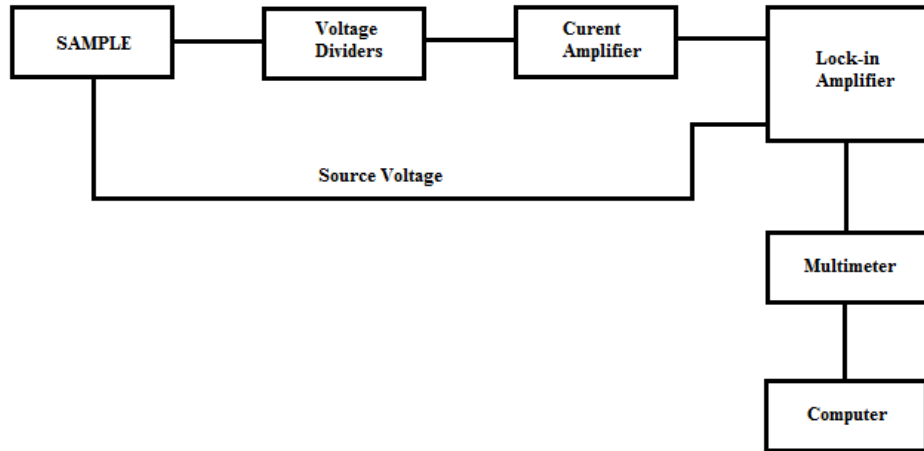 SAMPLE
Voltage
Dividers
Curent
Amplifier
Lock-in
Amplifier
Source Voltage
Multimeter
Computer